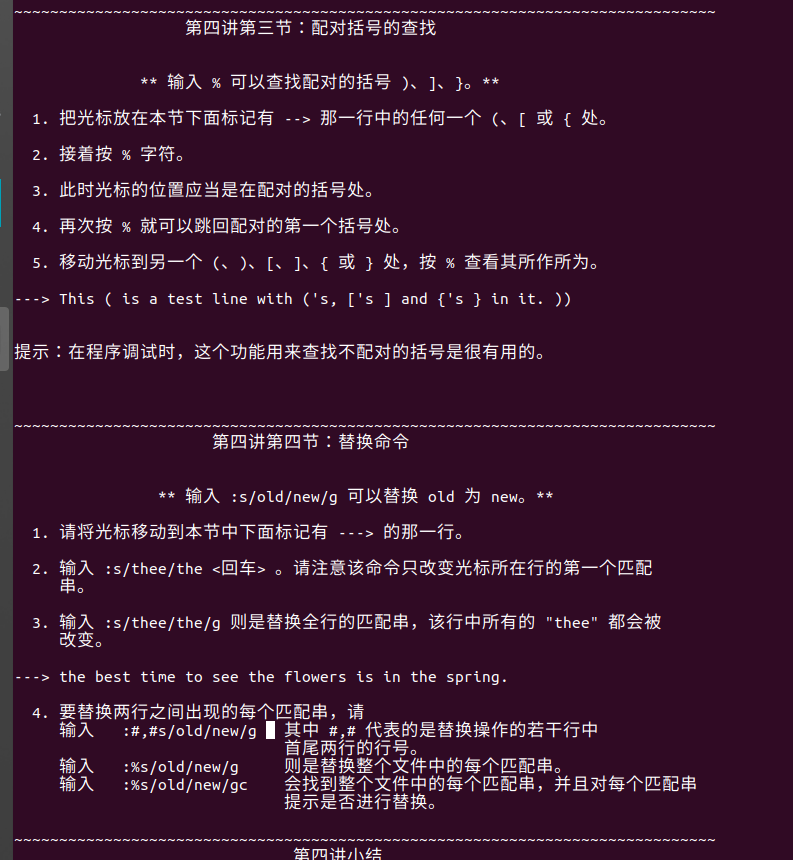 ~~~~~~~~~~~~~~~~~~~~~~~~~~~~~~~~~~~~~~~~~~~~~~~~~~~~~~~~~~~~~~~~~~~~~~~~~~~~~~
第四讲第三节：配对括号的查找
** 输入 % 可以查找配对的括号 )、]、}。**
1. 把光标放在本节下面标记有 --> 那一行中的任何一个 (、[ 或 { 处。
2. 接着按 % 字符。
3. 此时光标的位置应当是在配对的括号处。
4. 再次按 % 就可以跳回配对的第一个括号处。
5. 移动光标到另一个 (、)、[、]、{ 或 } 处，按 % 查看其所作所为。
---> This ( is a test line with ('s, ['s ] and {'s } in it. ))
提示：在程序调试时，这个功能用来查找不配对的括号是很有用的。
~~~~~~~~~~~~~~~~~~~~~~~~~~~~~~~~~~~~~~~~~~~~~~~~~~~~~~~~~~~~~~~~~~~~~~~~~~~~~~
第四讲第四节：替换命令
** 输入 :s/old/new/g 可以替换 old 为 new。**
1. 请将光标移动到本节中下面标记有 ---> 的那一行。
2. 输入 :s/thee/the <回车> 。请注意该命令只改变光标所在行的第一个匹配
串。
3. 输入 :s/thee/the/g 则是替换全行的匹配串，该行中所有的 "thee" 都会被
改变。
---> the best time to see the flowers is in the spring.
4. 要替换两行之间出现的每个匹配串，请
输入 :#,#s/old/new/g 其中 #,# 代表的是替换操作的若干行中
首尾两行的行号。
输入 :%s/old/new/g 则是替换整个文件中的每个匹配串。
输入 :%s/old/new/gc 会找到整个文件中的每个匹配串，并且对每个匹配串
提示是否进行替换。
~~~~~~~~~~~~~~~~~~~~~~~~~~~~~~~~~~~~~~~~~~~~~~~~~~~~~~~~~~~~~~~~~~~~~~~~~~~~~~
第四讲小结